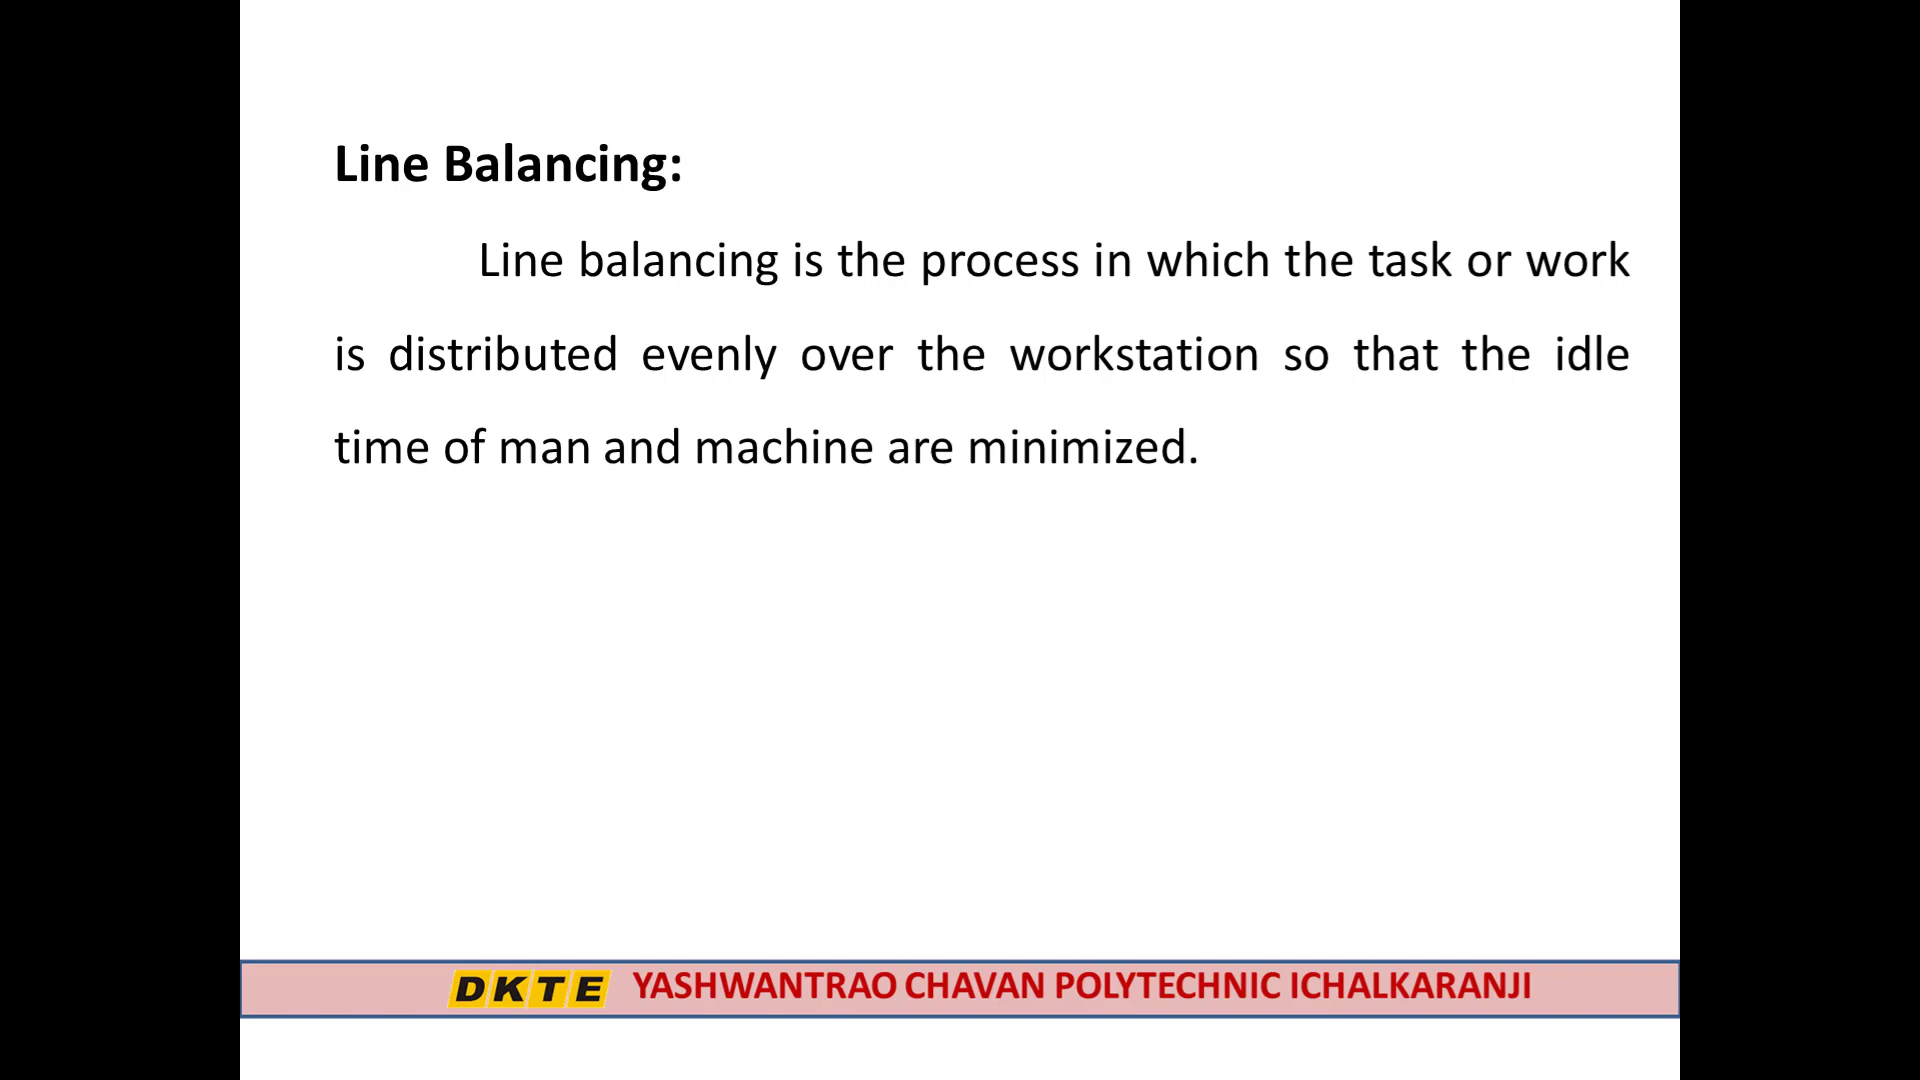 Line Balancing:
Line balancing is the process in which the task or work
is distributed evenly over the workstation so that the idle
time of man and machine are minimized.
DKTE YASHWANTRAO CHAVAN POLYTECHNIC ICHALKARANJI